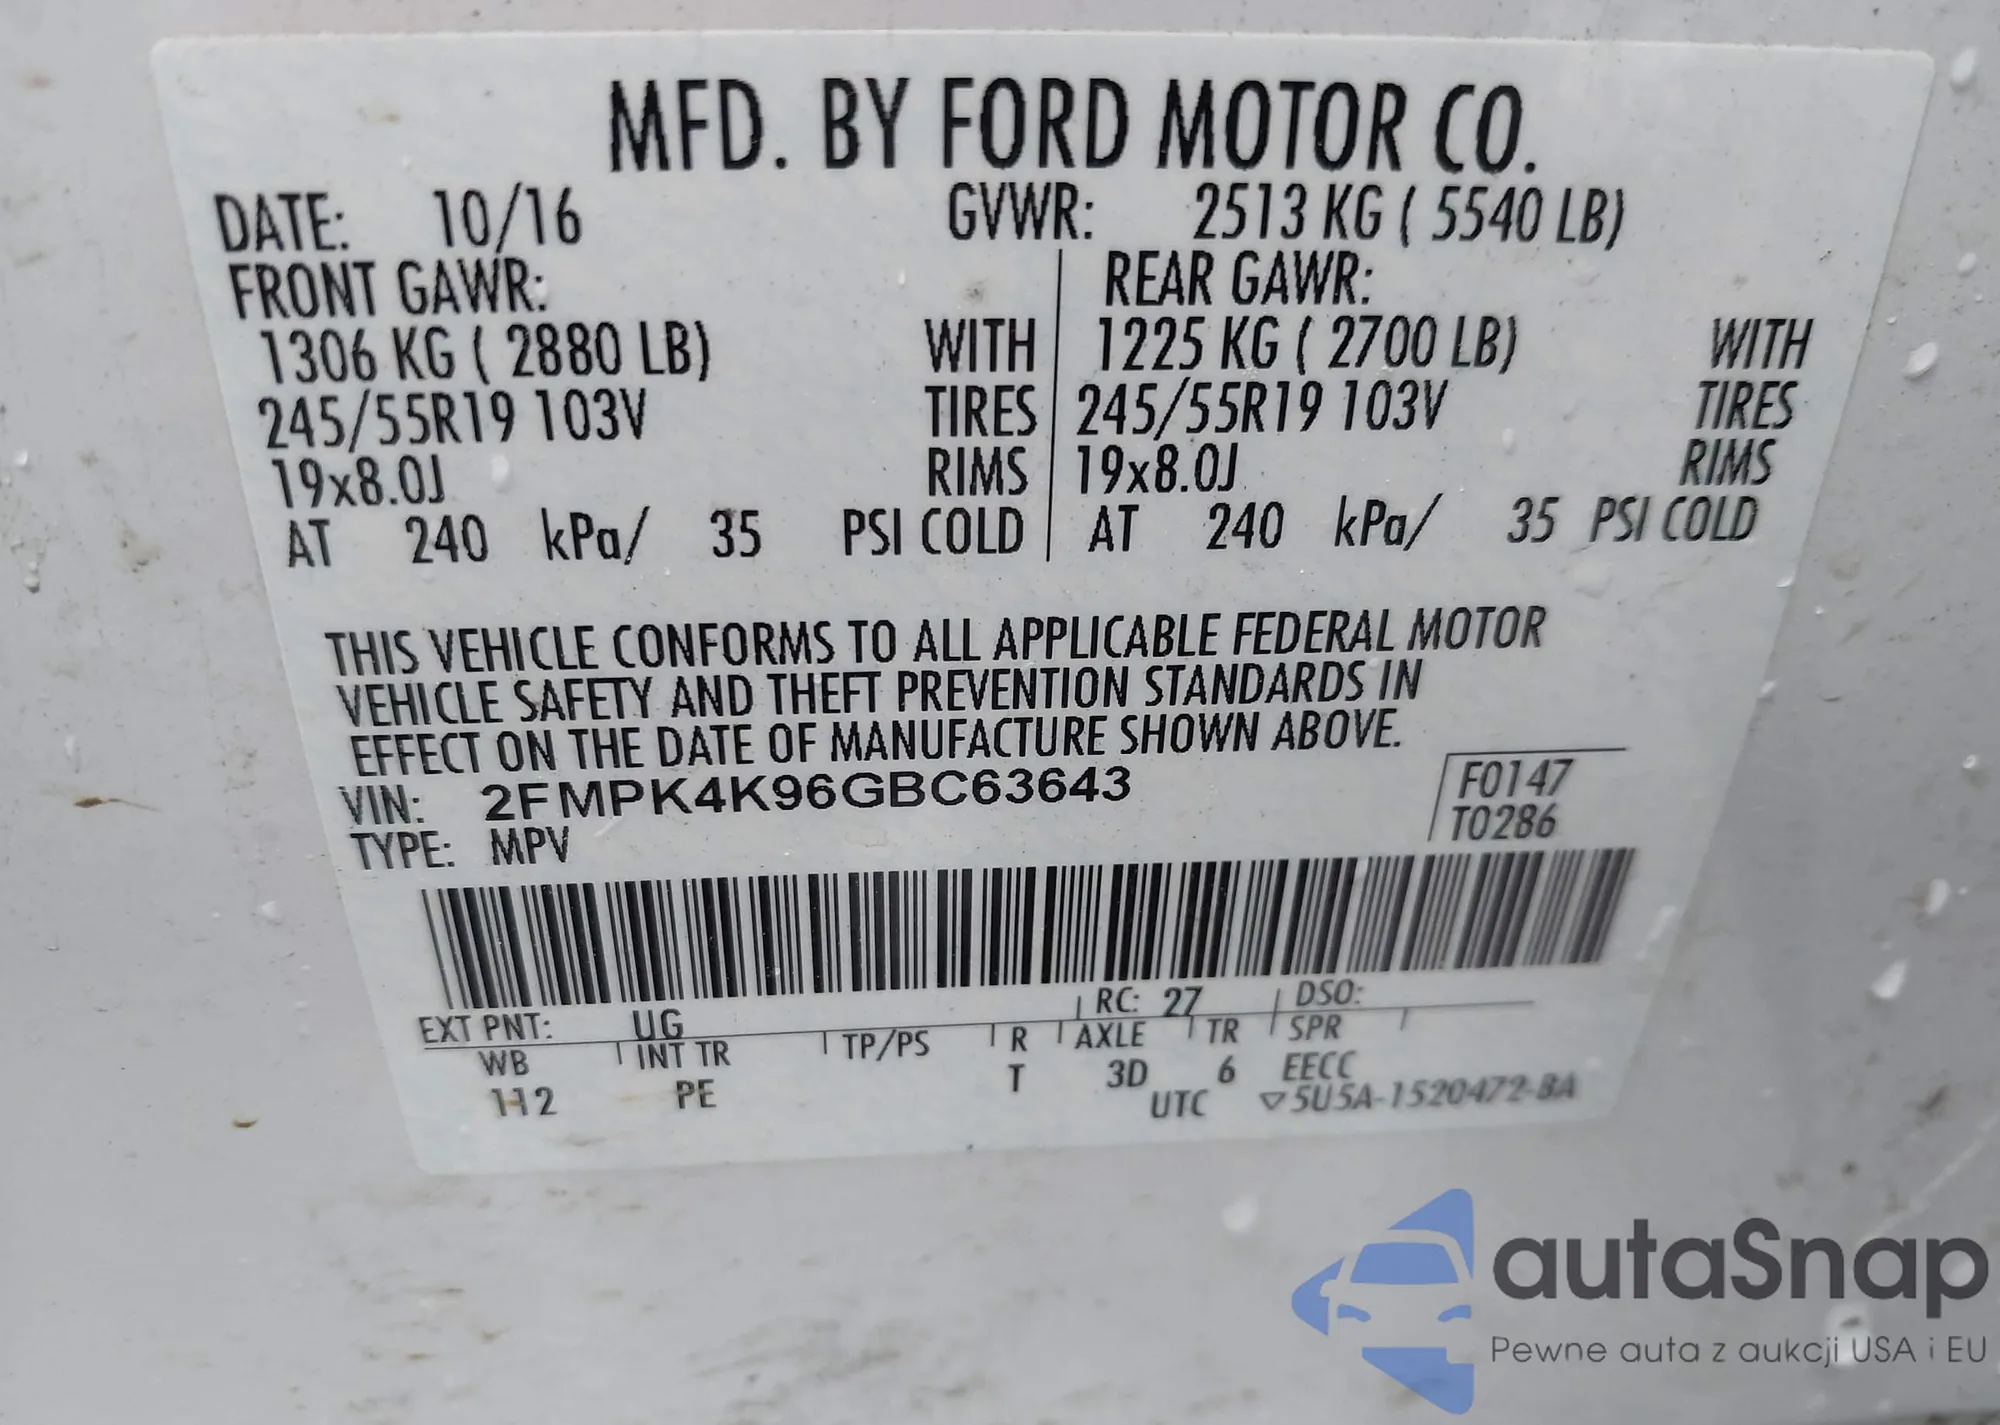 MFD. BY FORD MOTOR CO.
DATE: 10/16 GVWR: 2513 KG ( 5540 LB)
FRONT GAWR: REAR GAWR:
1306 KG ( 2880 LB) WITH 1225 KG ( 2700 LB) WITH
245/55R19 103V TIRES 245/55R19 103V TIRES
19x8.0J RIMS 19x8.0J RIMS
AT 240 kPa/ 35 PSI COLD AT 240 kPa/ 35 PSI COLD
THIS VEHICLE CONFORMS TO ALL APPLICABLE FEDERAL MOTOR
VEHICLE SAFETY AND THEFT PREVENTION STANDARDS IN
EFFECT ON THE DATE OF MANUFACTURE SHOWN ABOVE.
VIN: 2FMPK4K96GBC63643 F0147
TYPE: MPV T0286
EXT PNT: UG RC: 27 DSO:
WB INT TR TP/PS R AXLE TR SPR
112 PE T 3D 6 EECC
UTC ▽5U5A-1520472-BA
autaSnap
Pewne auta z aukcji USA i EU